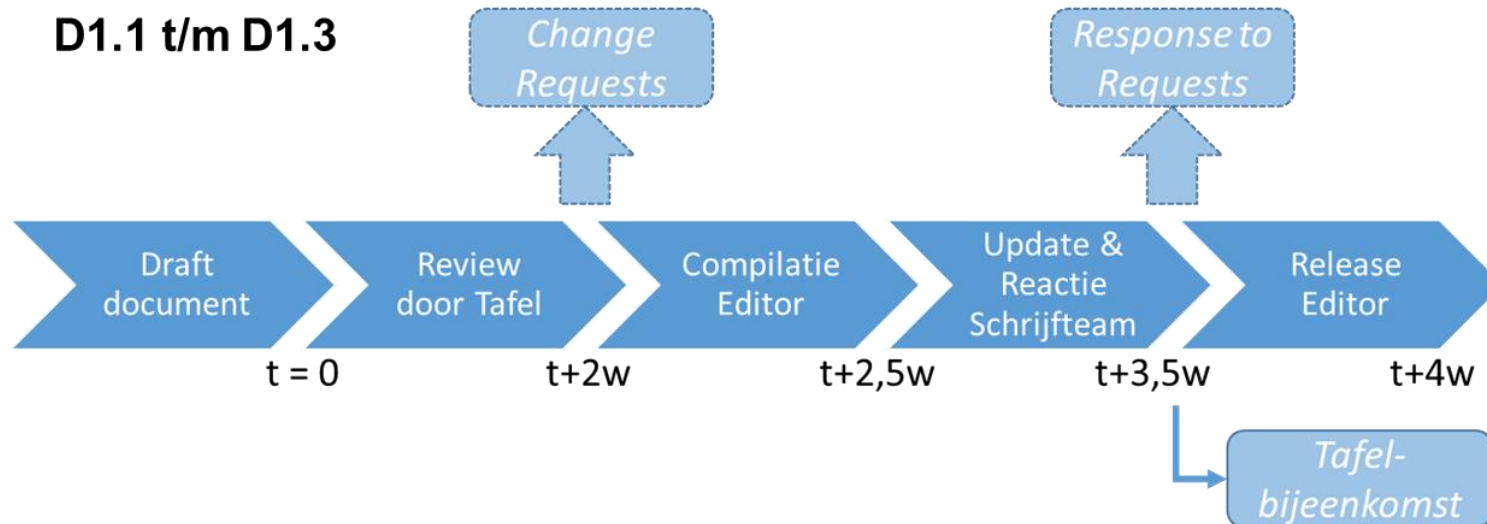 D1.1 t/m D1.3
Change
Requests
Response to
Requests
Draft
document
Review
door Tafel
Compilatie
Editor
Update &
Reactie
Schrijfteam
Release
Editor
t = 0
t+2w
t+2,5w
t+3,5w
t+4w
Tafel-
bijeenkomst